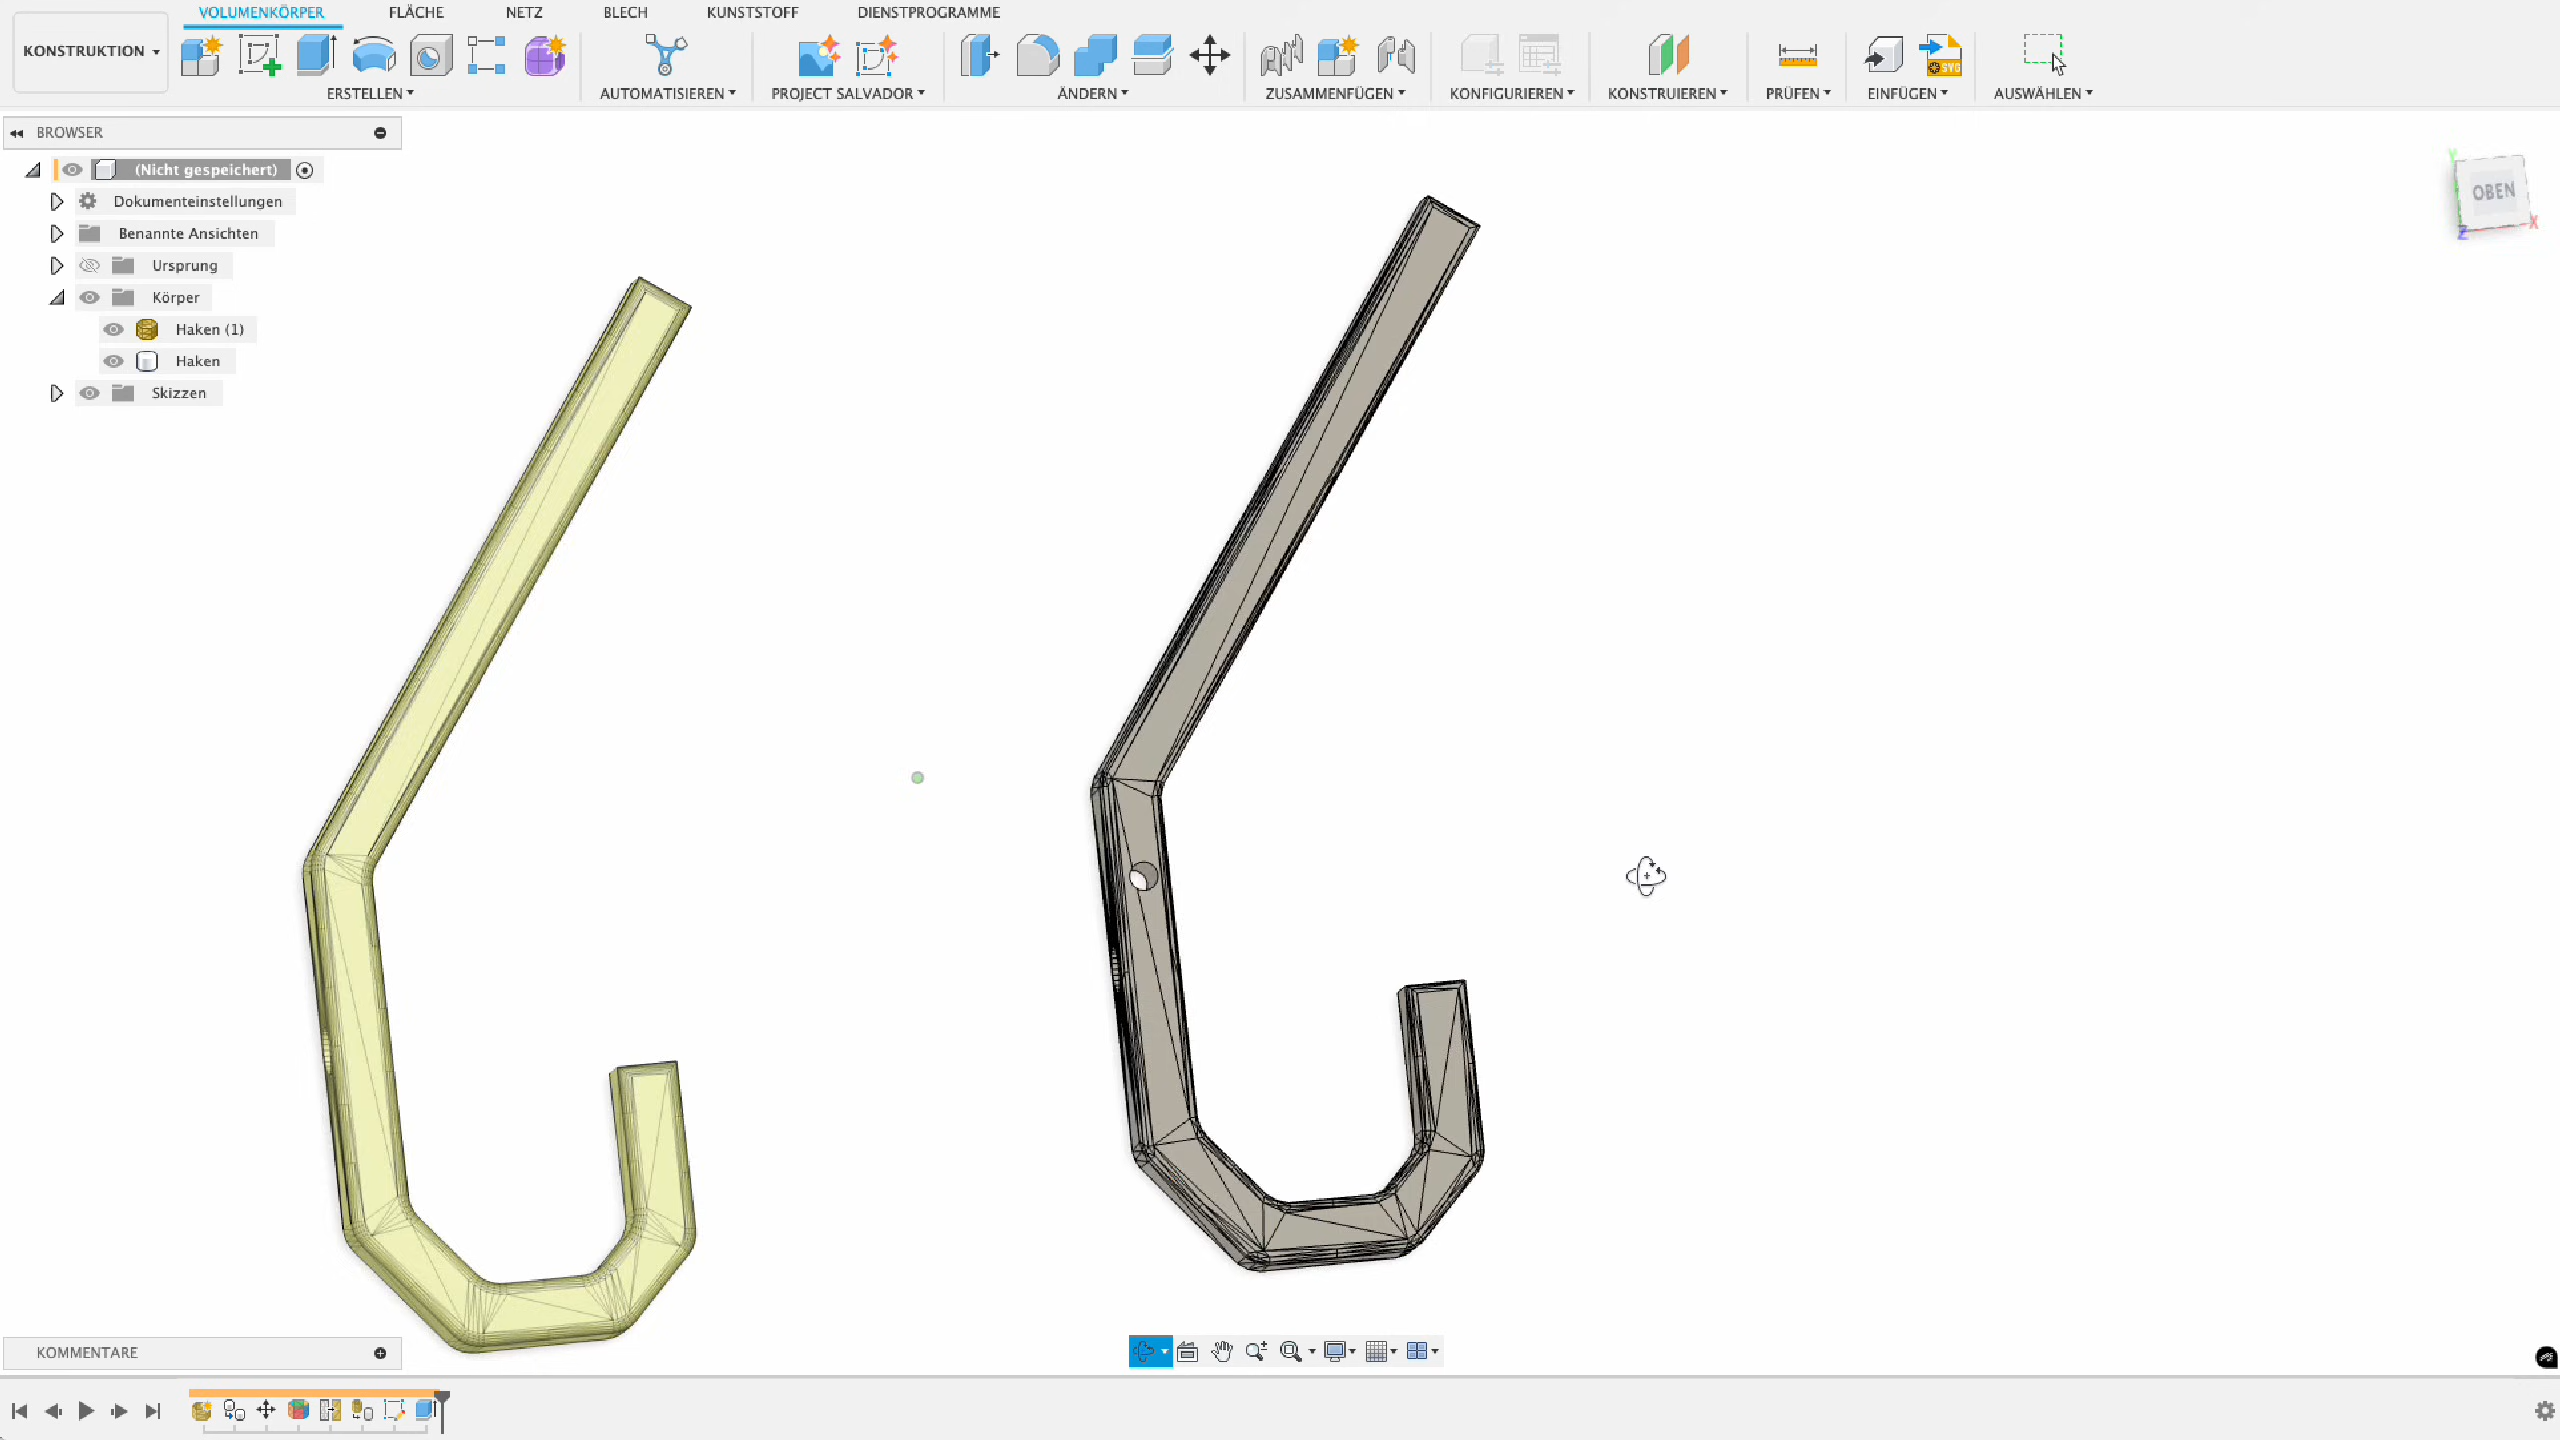 VOLUMENKÖRPER FLÄCHE NETZ BLECH KUNSTSTOFF DIENSTPROGRAMME
KONSTRUKTION
SVG
ERSTELLEN AUTOMATISIEREN PROJECT SALVADOR ÄNDERN ZUSAMMENFÜGEN KONFIGURIEREN KONSTRUIEREN PRÜFEN EINFÜGEN AUSWÄHLEN
BROWSER
(Nicht gespeichert)
Dokumenteinstellungen
Benannte Ansichten
Ursprung
Körper
Haken (1)
Haken
Skizzen
Y
OBEN
X
Z
KOMMENTARE